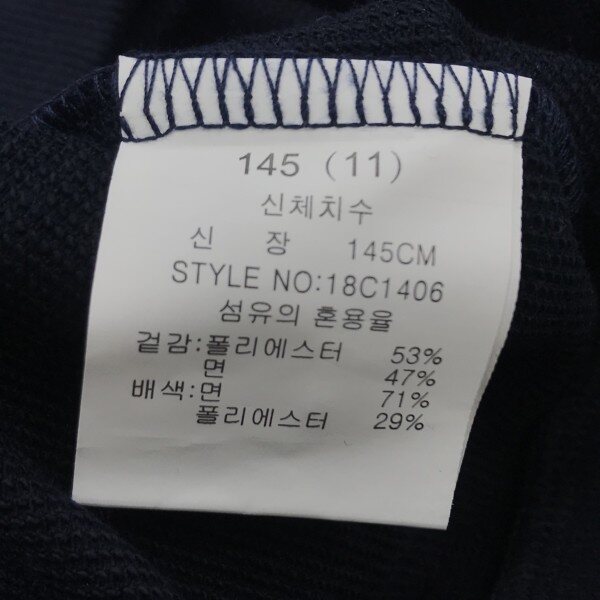 145 (11)
신체치수
신 장 145CM
STYLE NO:18C1406
섬유의 혼용율
겉감:폴리에스터 53%
면 47%
배색:면 71%
폴리에스터 29%